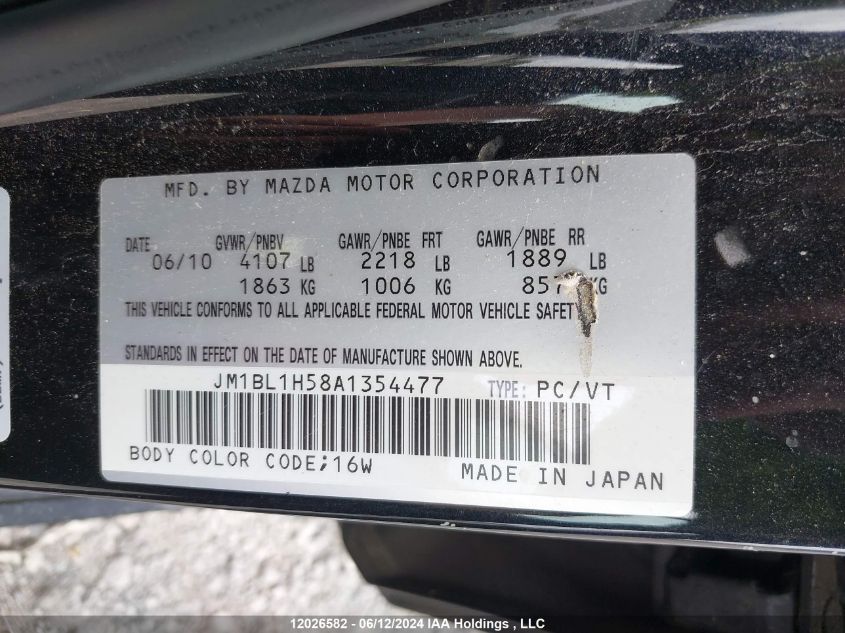 MFD. BY MAZDA MOTOR CORPORATION
DATE GVWR/PNBV GAWR/PNBE FRT GAWR/PNBE RR
06/10 4107 LB 2218 LB 1889 LB
1863 KG 1006 KG 857 KG
THIS VEHICLE CONFORMS TO ALL APPLICABLE FEDERAL MOTOR VEHICLE SAFETY
STANDARDS IN EFFECT ON THE DATE OF MANUFACTURE SHOWN ABOVE.
JM1BL1H58A1354477 TYPE: PC/VT
BODY COLOR CODE;16W MADE IN JAPAN
12026582 - 06/12/2024 IAA Holdings , LLC